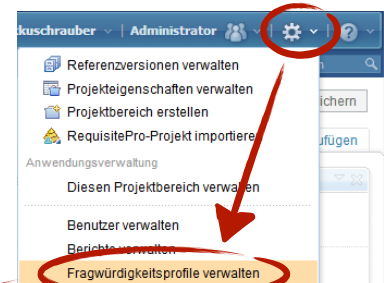 kuschrauber | Administrator
Referenzversionen verwalten
Projekteigenschaften verwalten
ichern
Projektbereich erstellen
RequisitePro-Projekt importiere
ufügen
Anwendungsverwaltung
Diesen Projektbereich verwalten
Benutzer verwalten
Berichte verwalten
Fragwürdigkeitsprofile verwalten